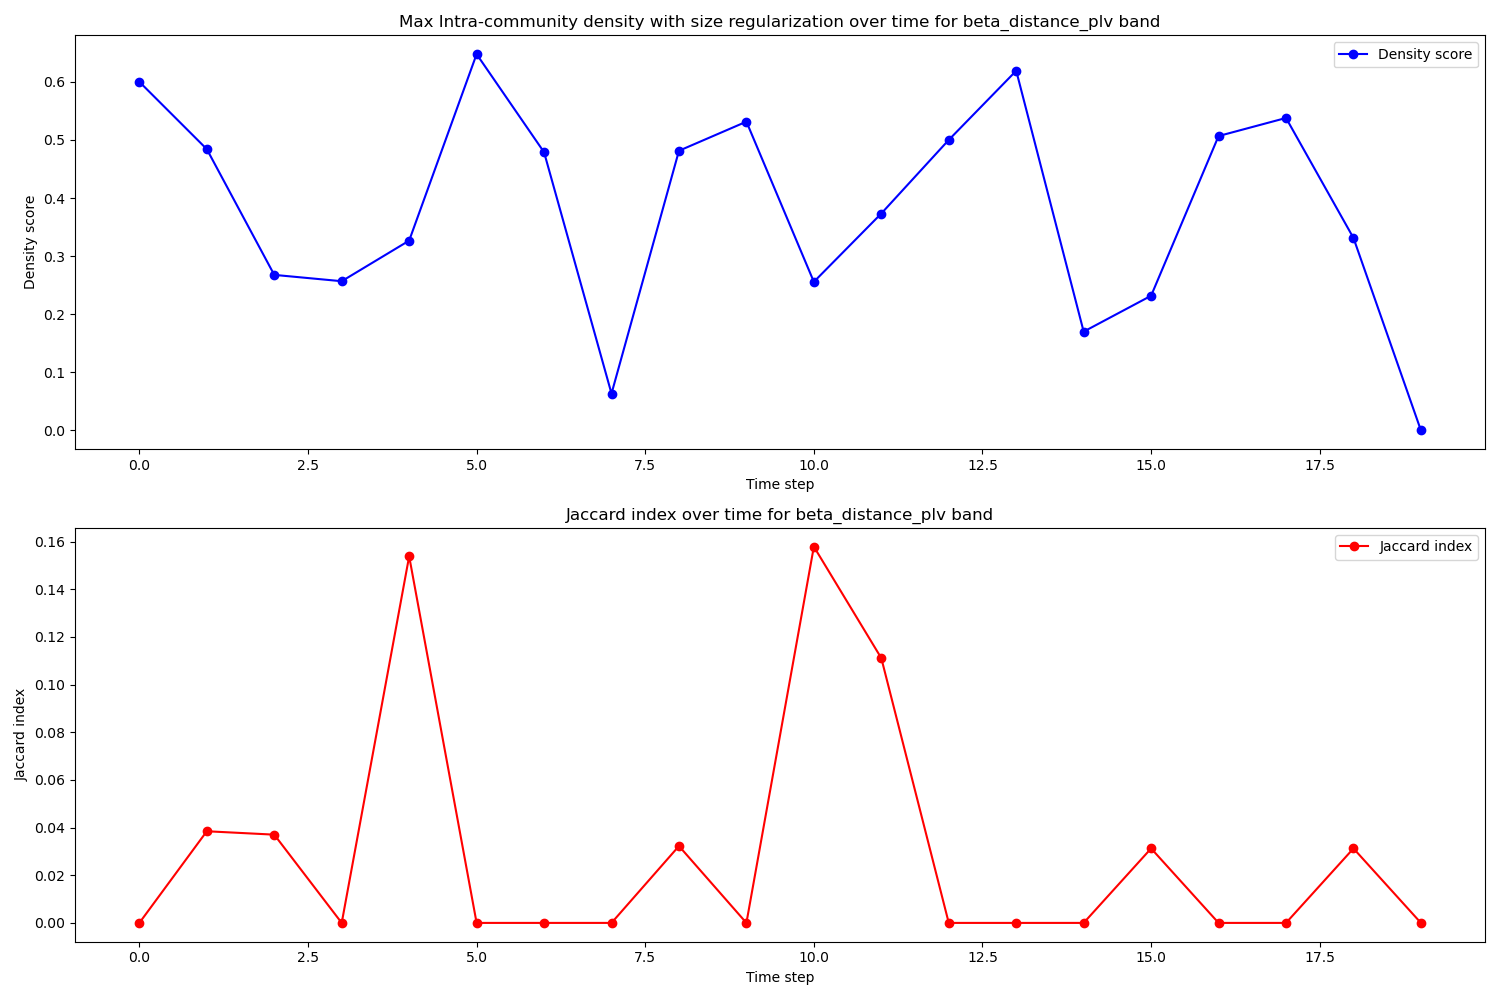 Max Intra-community density with size regularization over time for beta_distance_plv band
Density score
0.6
0.5
0.4
0.3
0.2
0.1
0.0
Density score
0.0 2.5 5.0 7.5 10.0 12.5 15.0 17.5
Time step
Jaccard index over time for beta_distance_plv band
Jaccard index
0.16
0.14
0.12
0.10
0.08
0.06
0.04
0.02
0.00
Jaccard index
0.0 2.5 5.0 7.5 10.0 12.5 15.0 17.5
Time step